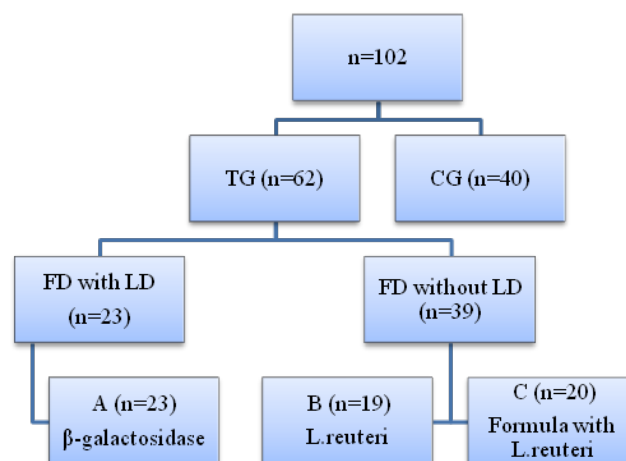 n=102
TG (n=62)
CG (n=40)
FD with LD
(n=23)
FD without LD
(n=39)
A (n=23)
β-galactosidase
B (n=19)
L.reuteri
C (n=20)
Formula with
L.reuteri